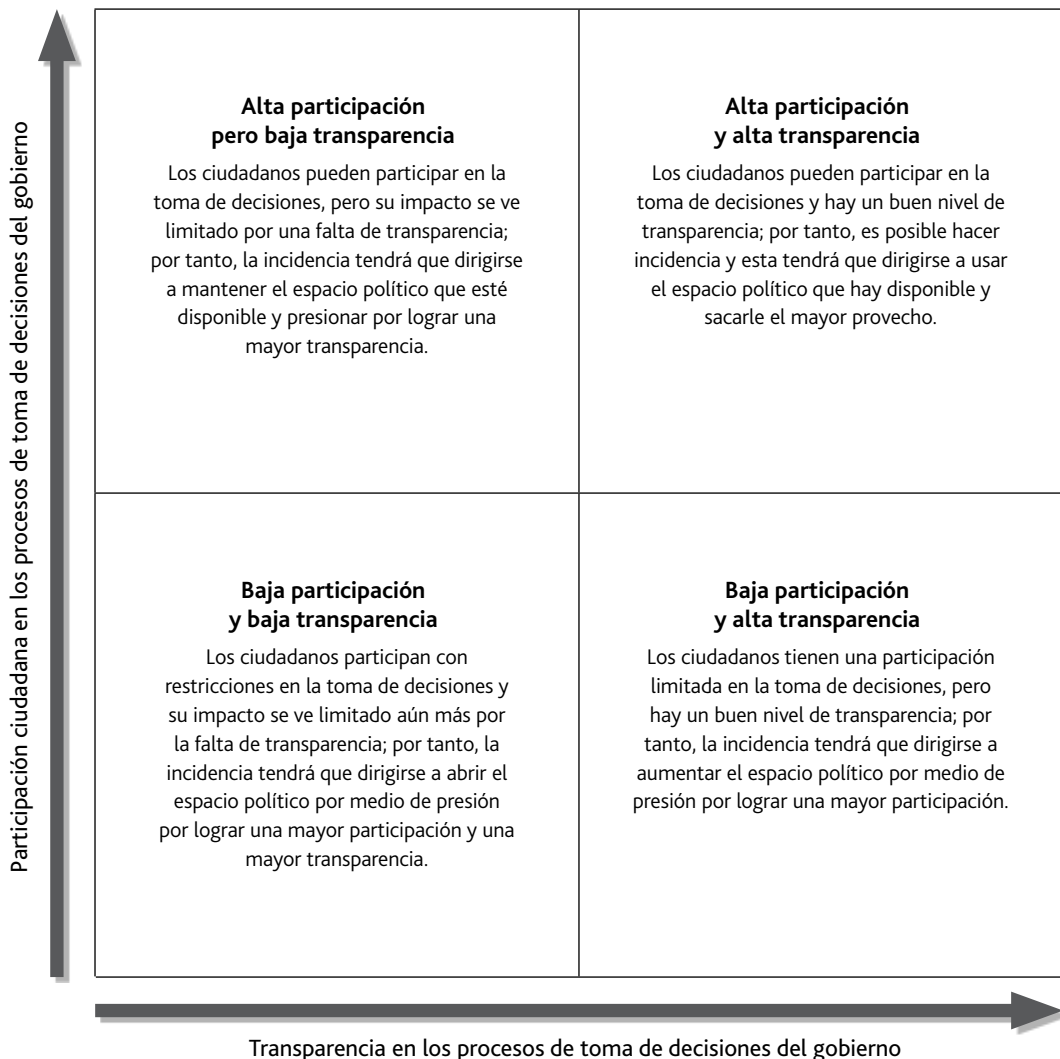 Participación ciudadana en los procesos de toma de decisiones del gobierno
Alta participación
pero baja transparencia
Los ciudadanos pueden participar en la
toma de decisiones, pero su impacto se ve
limitado por una falta de transparencia;
por tanto, la incidencia tendrá que dirigirse
a mantener el espacio político que esté
disponible y presionar por lograr una
mayor transparencia.
Alta participación
y alta transparencia
Los ciudadanos pueden participar en la
toma de decisiones y hay un buen nivel de
transparencia; por tanto, es posible hacer
incidencia y esta tendrá que dirigirse a usar
el espacio político que hay disponible y
sacarle el mayor provecho.
Baja participación
y baja transparencia
Los ciudadanos participan con
restricciones en la toma de decisiones y
su impacto se ve limitado aún más por
la falta de transparencia; por tanto, la
incidencia tendrá que dirigirse a abrir el
espacio político por medio de presión
por lograr una mayor participación y una
mayor transparencia.
Baja participación
y alta transparencia
Los ciudadanos tienen una participación
limitada en la toma de decisiones, pero
hay un buen nivel de transparencia; por
tanto, la incidencia tendrá que dirigirse a
aumentar el espacio político por medio de
presión por lograr una mayor participación.
Transparencia en los procesos de toma de decisiones del gobierno